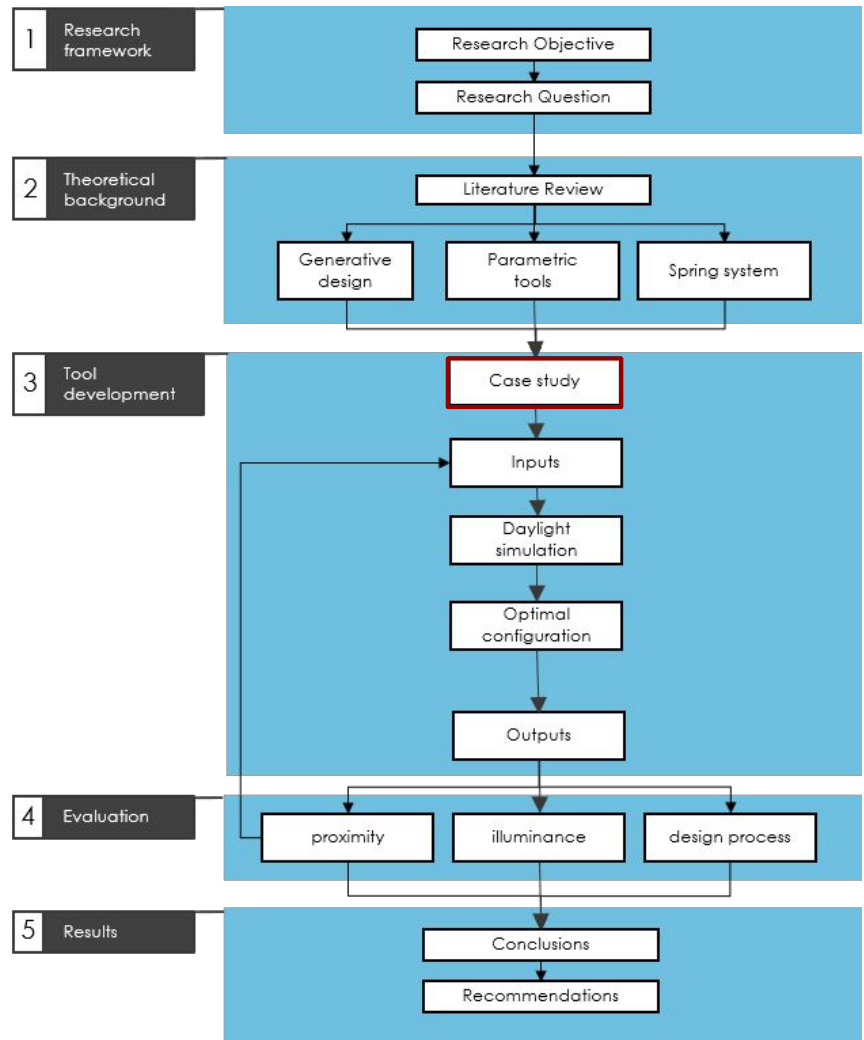 1
Research
framework
Research Objective
Research Question
2
Theoretical
background
Literature Review
Generative
design
Parametric
tools
Spring system
3
Tool
development
Case study
Inputs
Daylight
simulation
Optimal
configuration
Outputs
4
Evaluation
proximity
illuminance
design process
5
Results
Conclusions
Recommendations